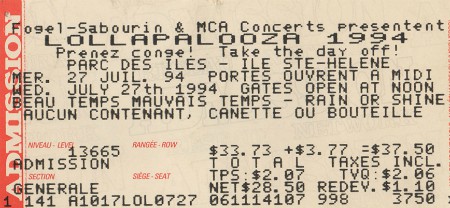 Fogel-Sabourin & MCA Concerts presentent
LOLLAPALOOZA 1994
Prenez conge! Take the day off!
PARC DES ILES - ILE STE-HELENE
MER. 27 JUIL. 94 PORTES OUVRENT A MIDI
WED. JULY 27th 1994 GATES OPEN AT NOON
BEAU TEMPS MAUVAIS TEMPS - RAIN OR SHINE
AUCUN CONTENANT, CANETTE OU BOUTEILLE
NIVEAU - LEVEL RANGÉE - ROW
13665 $33.73 +$3.77 =$37.50
ADMISSION TOTAL TAXES INCL.
SECTION SIÈGE - SEAT
TPS:$2.07 TVQ:$2.06
GENERALE NET$28.50 REDEV.$1.10
1 141 A1017LOL0727 061114107 998 3750
ADMISSION